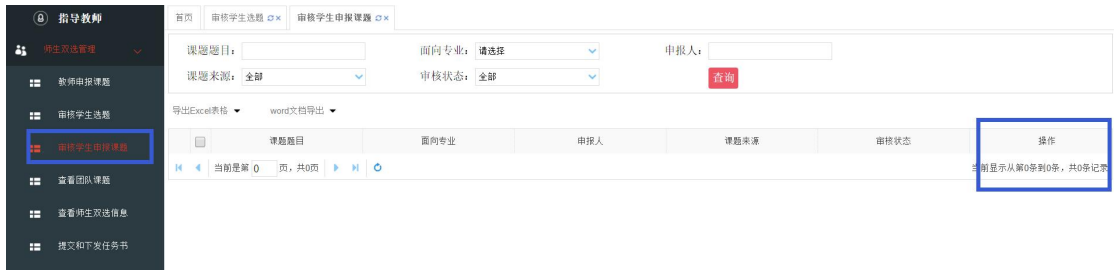 指导教师
首页 审核学生选题 审核学生申报课题
师生双选管理
课题题目： 面向专业： 请选择 申报人：
教师申报课题
课题来源： 全部 审核状态： 全部 查询
审核学生选题
导出Excel表格 word文档导出
审核学生申报课题
课题题目 面向专业 申报人 课题来源 审核状态 操作
当前是第 0 页，共0页 当前显示从第0条到0条，共0条记录
查看团队课题
查看师生双选信息
提交和下发任务书